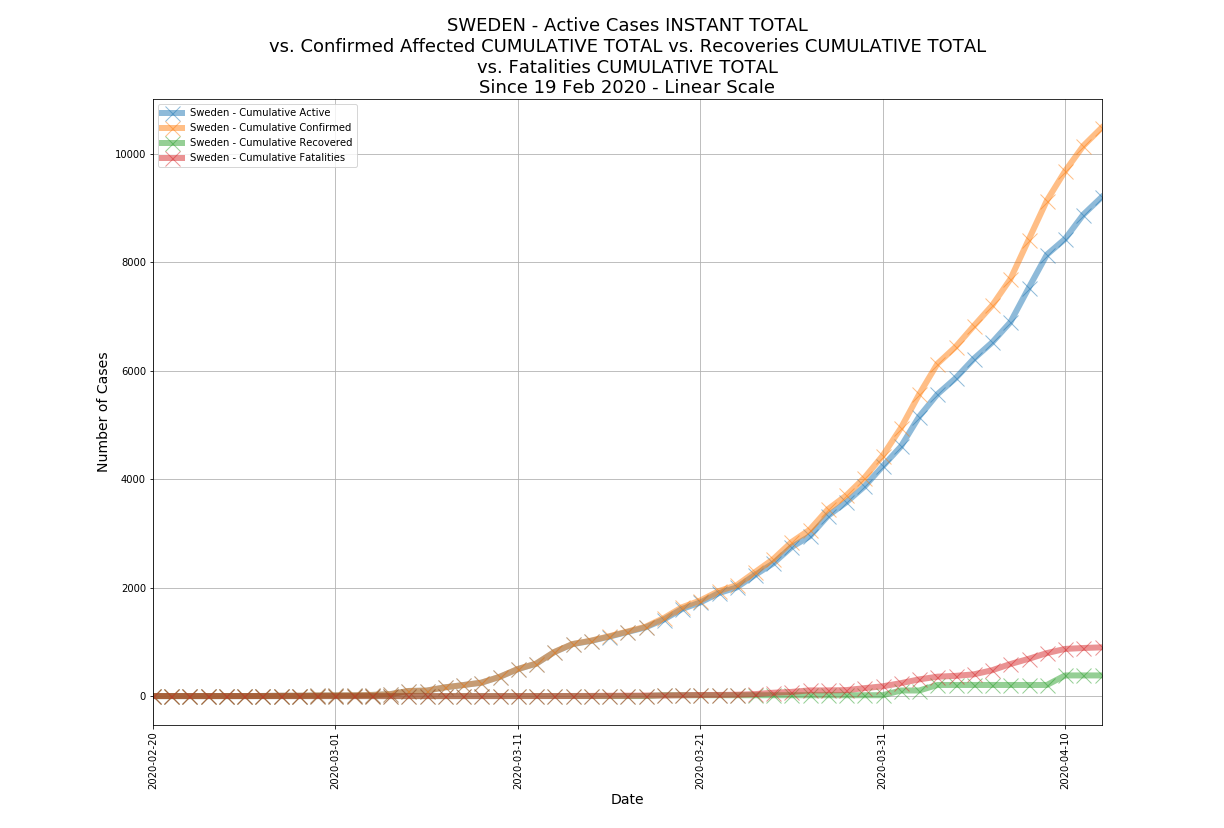 SWEDEN - Active Cases INSTANT TOTAL
vs. Confirmed Affected CUMULATIVE TOTAL vs. Recoveries CUMULATIVE TOTAL
vs. Fatalities CUMULATIVE TOTAL
Since 19 Feb 2020 - Linear Scale
Sweden - Cumulative Active
Sweden - Cumulative Confirmed
Sweden - Cumulative Recovered
Sweden - Cumulative Fatalities
Number of Cases
10000
8000
6000
4000
2000
0
2020-02-20
2020-03-01
2020-03-11
2020-03-21
2020-03-31
2020-04-10
Date